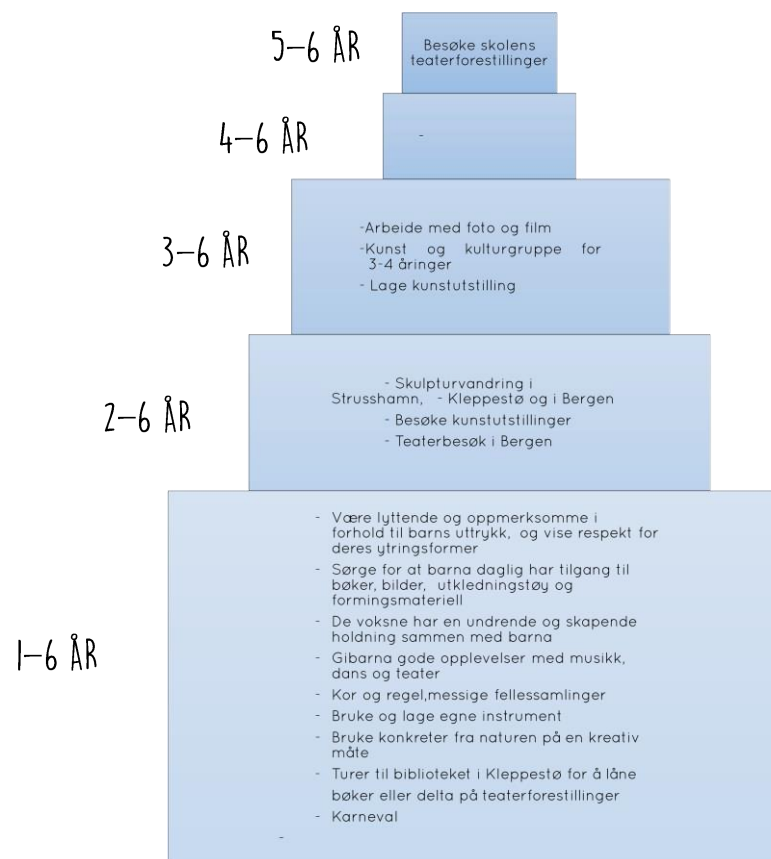 5–6 ÅR
Besøke skolens
teaterforestillinger
4–6 ÅR
-
3–6 ÅR
-Arbeide med foto og film
-Kunst og kulturgruppe for
3-4 åringer
- Lage kunstutstilling
2–6 ÅR
- Skulpturvandring i
Strusshamn, - Kleppestø og i Bergen
- Besøke kunstutstillinger
- Teaterbesøk i Bergen
1–6 ÅR
- Være lyttende og oppmerksomme i
forhold til barns uttrykk, og vise respekt for
deres ytringsformer
- Sørge for at barna daglig har tilgang til
bøker, bilder, utkledningstøy og
formingsmateriell
- De voksne har en undrende og skapende
holdning sammen med barna
- Gibarna gode opplevelser med musikk,
dans og teater
- Kor og regel,messige fellessamlinger
- Bruke og lage egne instrument
- Bruke konkreter fra naturen på en kreativ
måte
- Turer til biblioteket i Kleppestø for å låne
bøker eller delta på teaterforestillinger
- Karneval
-